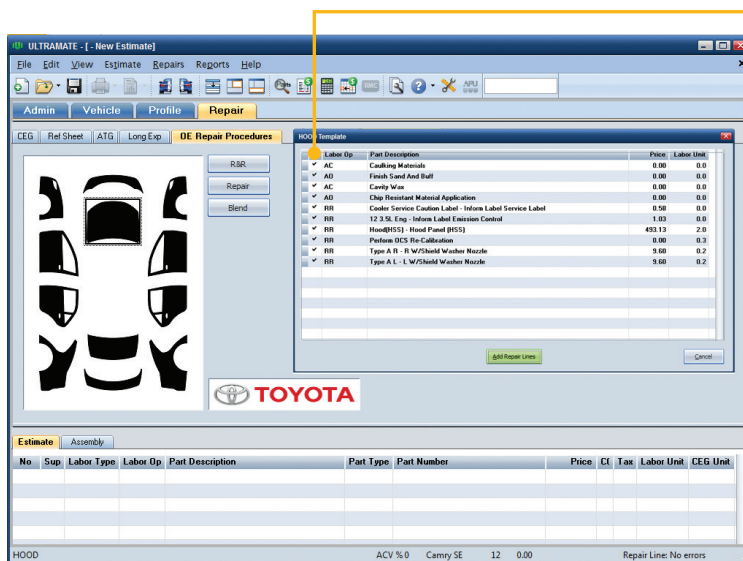 ULTRAMATE - [ - New Estimate]
File Edit View Estimate Repairs Reports Help
Admin Vehicle Profile Repair
CEG Ref Sheet ATG Long Exp OE Repair Procedures
R&R
Repair
Blend
HOOD Template
Labor Op Part Description Price Labor Unit
AC Caulking Materials 0.00 0.0
AO Finish Sand And Buff 0.00 0.0
AC Cavity Wax 0.00 0.0
AO Chip Resistant Material Application 0.00 0.0
RR Cooler Service Caution Label - Inform Label Service Label 0.58 0.0
RR 12 3.5L Eng - Inform Label Emission Control 1.03 0.0
RR Hood(HSS) - Hood Panel (HSS) 493.13 2.0
RR Perform OCS Re-Calibration 0.00 0.3
RR Type A R - R W/Shield Washer Nozzle 9.60 0.2
RR Type A L - L W/Shield Washer Nozzle 9.60 0.2
Add Repair Lines Cancel
TOYOTA
Estimate Assembly
No Sup Labor Type Labor Op Part Description Part Type Part Number Price Tax Labor Unit CEG Unit
HOOD ACV %0 Camry SE 12 0.00 Repair Line: No errors